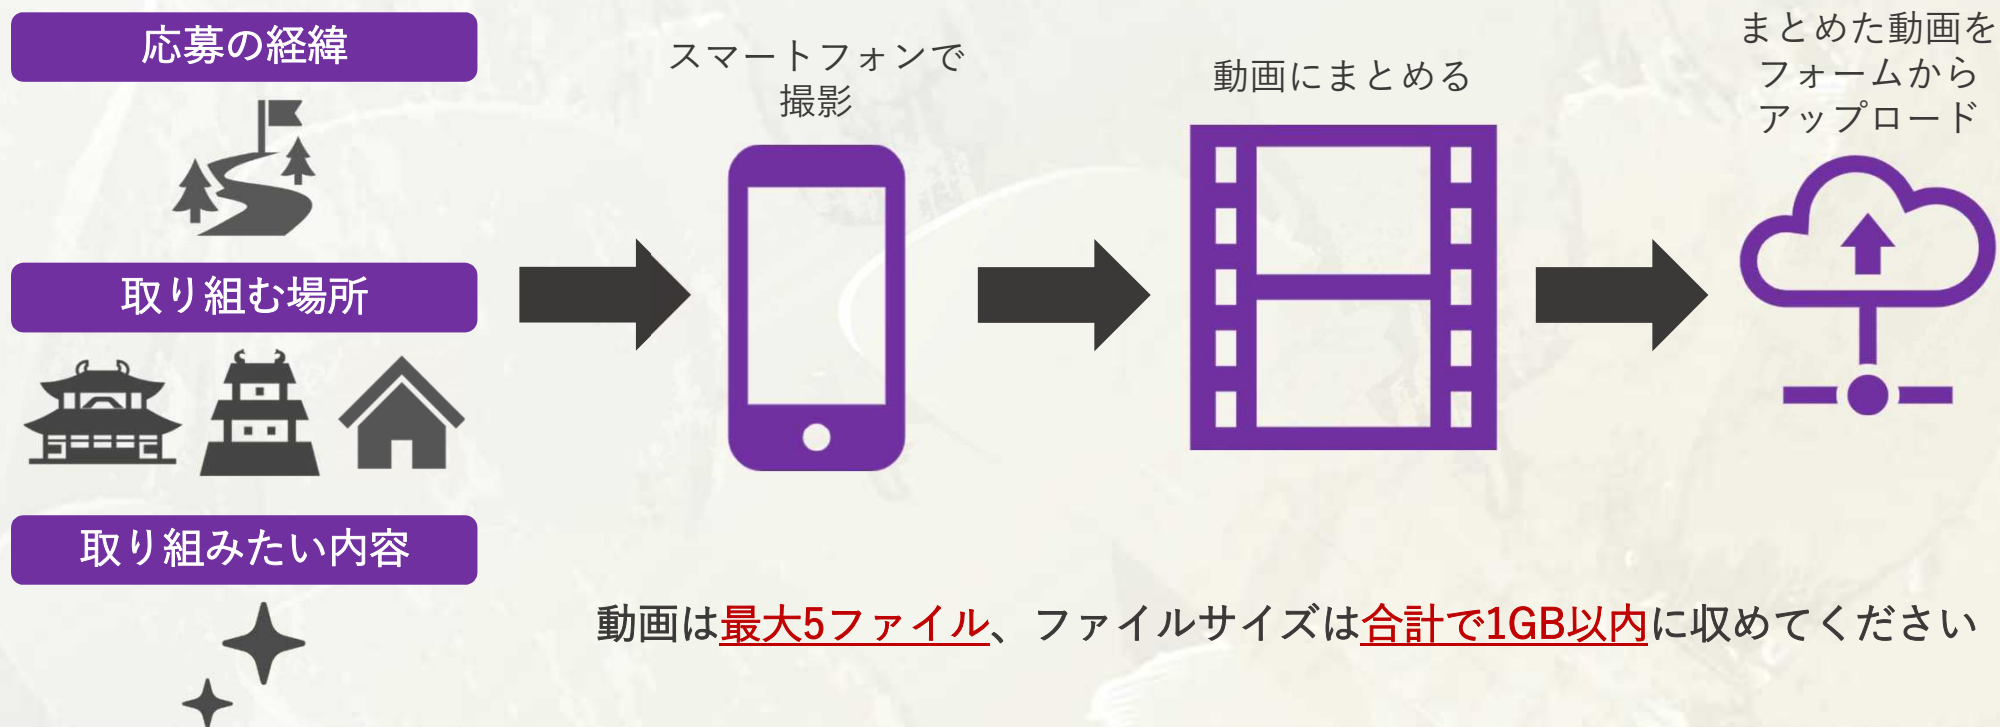 応募の経緯
取り組む場所
取り組みたい内容
スマートフォンで
撮影
動画にまとめる
まとめた動画を
フォームから
アップロード
動画は最大5ファイル、ファイルサイズは合計で1GB以内に収めてください